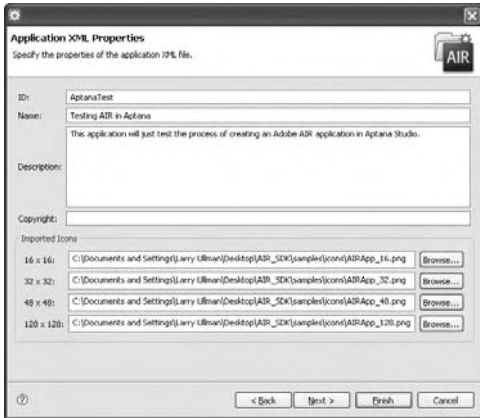 Application XML Properties
Specify the properties of the application XML file.
AIR
ID: AptanaTest
Name: Testing AIR in Aptana
Description: This application will just test the process of creating an Adobe AIR application in Aptana Studio.
Copyright:
Imported Icons
16 x 16: C:\Documents and Settings\Larry Ullman\Desktop\AIR_SDK\samples\icons\AIRApp_16.png Browse...
32 x 32: C:\Documents and Settings\Larry Ullman\Desktop\AIR_SDK\samples\icons\AIRApp_32.png Browse...
48 x 48: C:\Documents and Settings\Larry Ullman\Desktop\AIR_SDK\samples\icons\AIRApp_48.png Browse...
128 x 128: C:\Documents and Settings\Larry Ullman\Desktop\AIR_SDK\samples\icons\AIRApp_128.png Browse...
? < Back Next > Finish Cancel